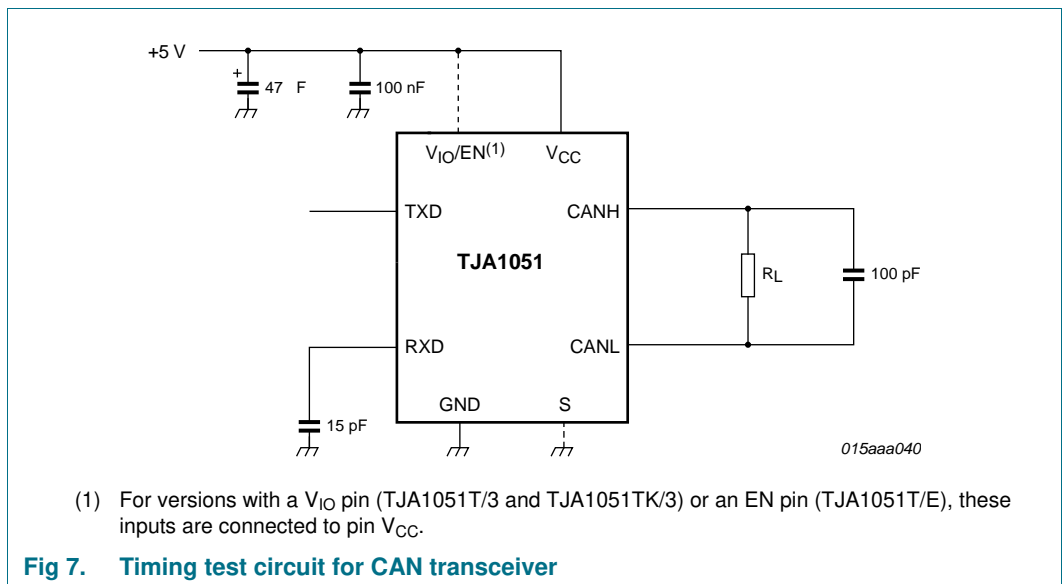 +5 V
+
47 F
100 nF
VIO/EN(1)
VCC
TXD
CANH
TJA1051
RL
100 pF
RXD
CANL
GND
S
15 pF
015aaa040
(1) For versions with a VIO pin (TJA1051T/3 and TJA1051TK/3) or an EN pin (TJA1051T/E), these
inputs are connected to pin VCC.
Fig 7. Timing test circuit for CAN transceiver